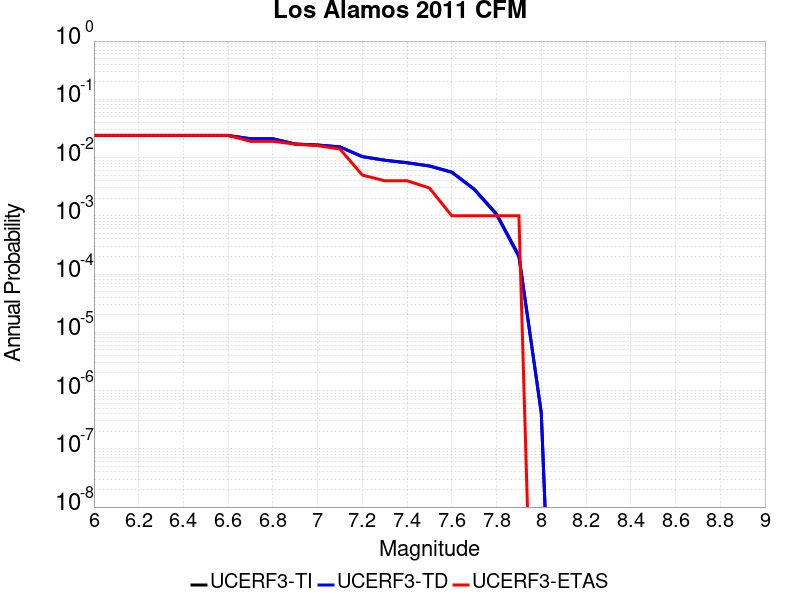 Los Alamos 2011 CFM
10^0
10^-1
10^-2
10^-3
10^-4
10^-5
10^-6
10^-7
10^-8
Annual Probability
6 6.2 6.4 6.6 6.8 7 7.2 7.4 7.6 7.8 8 8.2 8.4 8.6 8.8 9
Magnitude
UCERF3-TI UCERF3-TD UCERF3-ETAS